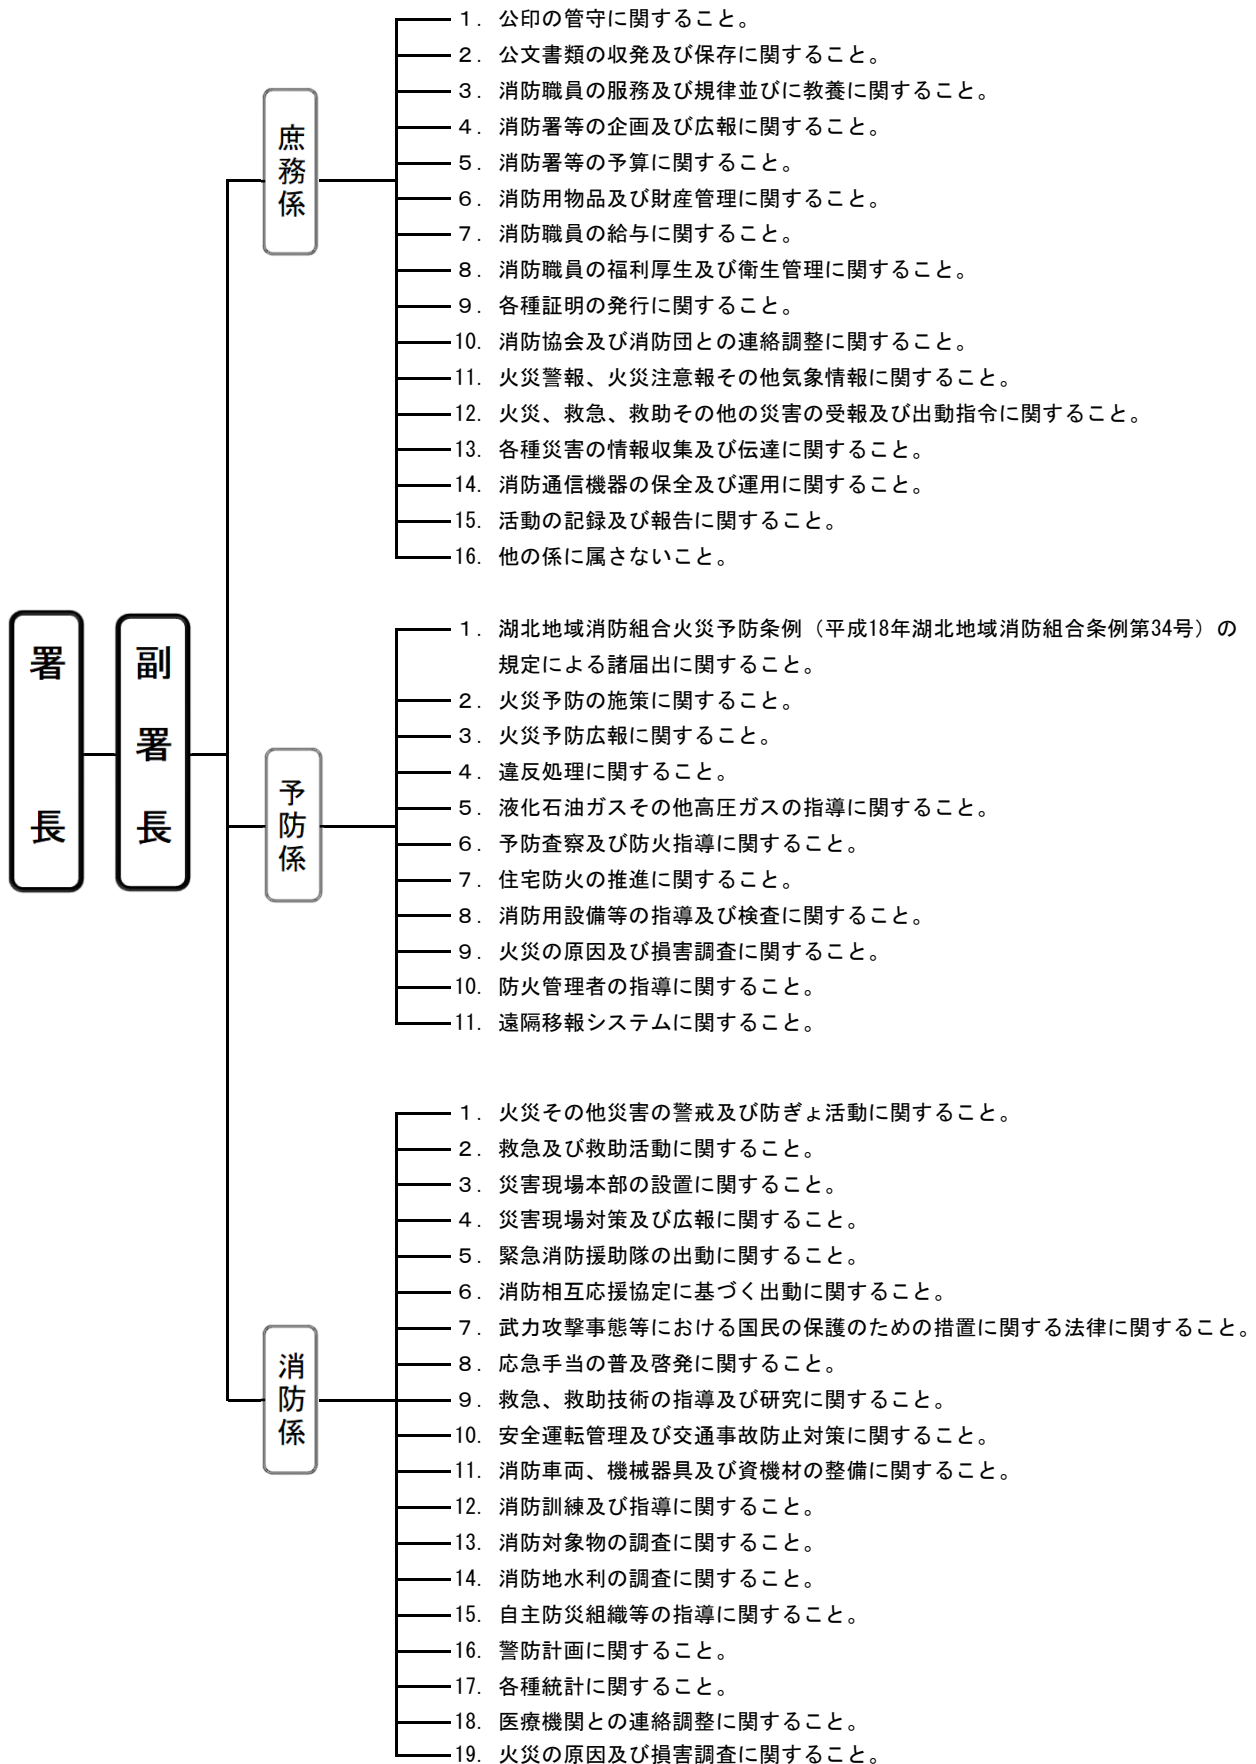 署長
副署長
庶務係
1. 公印の管守に関すること。
2. 公文書類の収発及び保存に関すること。
3. 消防職員の服務及び規律並びに教養に関すること。
4. 消防署等の企画及び広報に関すること。
5. 消防署等の予算に関すること。
6. 消防用物品及び財産管理に関すること。
7. 消防職員の給与に関すること。
8. 消防職員の福利厚生及び衛生管理に関すること。
9. 各種証明の発行に関すること。
10. 消防協会及び消防団との連絡調整に関すること。
11. 火災警報、火災注意報その他気象情報に関すること。
12. 火災、救急、救助その他の災害の受報及び出動指令に関すること。
13. 各種災害の情報収集及び伝達に関すること。
14. 消防通信機器の保全及び運用に関すること。
15. 活動の記録及び報告に関すること。
16. 他の係に属さないこと。
予防係
1. 湖北地域消防組合火災予防条例（平成18年湖北地域消防組合条例第34号）の
規定による諸届出に関すること。
2. 火災予防の施策に関すること。
3. 火災予防広報に関すること。
4. 違反処理に関すること。
5. 液化石油ガスその他高圧ガスの指導に関すること。
6. 予防査察及び防火指導に関すること。
7. 住宅防火の推進に関すること。
8. 消防用設備等の指導及び検査に関すること。
9. 火災の原因及び損害調査に関すること。
10. 防火管理者の指導に関すること。
11. 遠隔移報システムに関すること。
消防係
1. 火災その他災害の警戒及び防ぎょ活動に関すること。
2. 救急及び救助活動に関すること。
3. 災害現場本部の設置に関すること。
4. 災害現場対策及び広報に関すること。
5. 緊急消防援助隊の出動に関すること。
6. 消防相互応援協定に基づく出動に関すること。
7. 武力攻撃事態等における国民の保護のための措置に関する法律に関すること。
8. 応急手当の普及啓発に関すること。
9. 救急、救助技術の指導及び研究に関すること。
10. 安全運転管理及び交通事故防止対策に関すること。
11. 消防車両、機械器具及び資機材の整備に関すること。
12. 消防訓練及び指導に関すること。
13. 消防対象物の調査に関すること。
14. 消防地水利の調査に関すること。
15. 自主防災組織等の指導に関すること。
16. 警防計画に関すること。
17. 各種統計に関すること。
18. 医療機関との連絡調整に関すること。
19. 火災の原因及び損害調査に関すること。